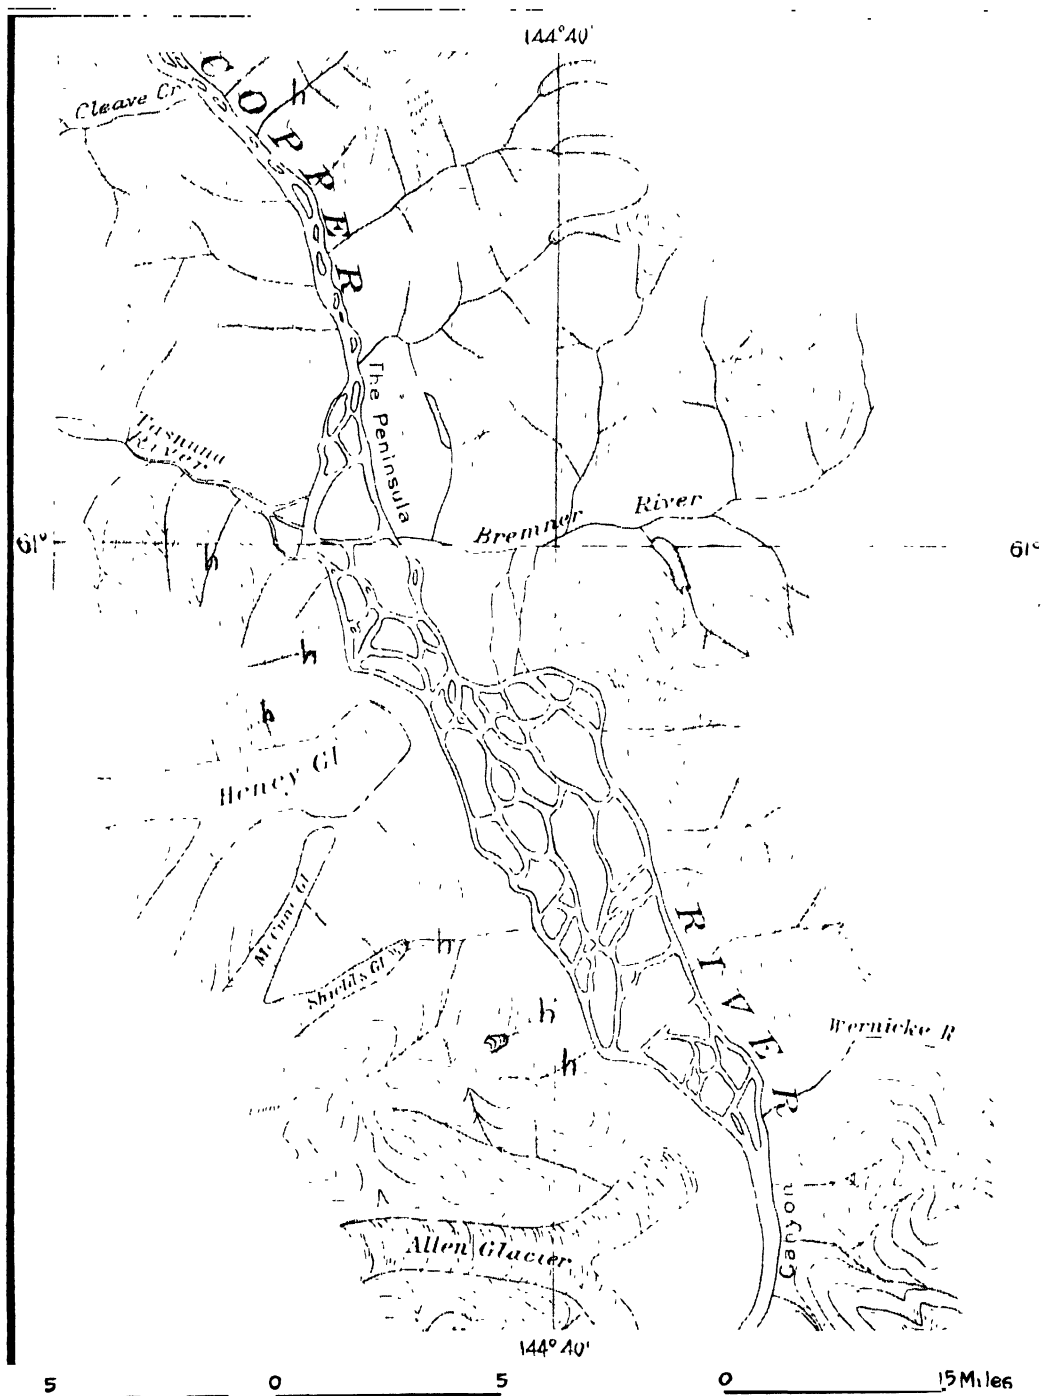 144°40'
COPPER
Cleave Cr
h
The Peninsula
Tasnuna
RIVER
Bremner River
61°
61°
h
h
h
Heney Gl
McCune Gl
Shields Gl
h
RIVER
h
h
Wernicke R
Canyon
Allen Glacier
144°40'
5 0 5 0 15 Miles